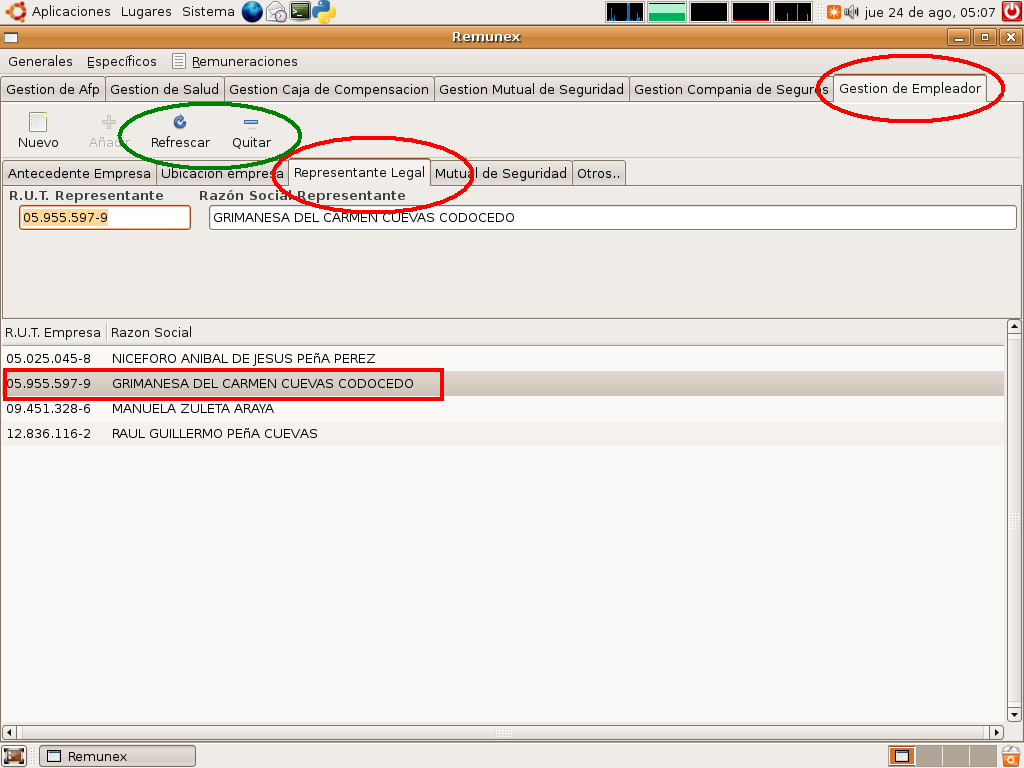 Aplicaciones Lugares Sistema jue 24 de ago, 05:07
Remunex
Generales Específicos Remuneraciones
Gestion de Afp Gestion de Salud Gestion Caja de Compensacion Gestion Mutual de Seguridad Gestion Compania de Seguros Gestion de Empleador
Nuevo Añadir Refrescar Quitar
Antecedente Empresa Ubicacion empresa Representante Legal Mutual de Seguridad Otros..
R.U.T. Representante Razón Social Representante
05.955.597-9 GRIMANESA DEL CARMEN CUEVAS CODOCEDO
R.U.T. Empresa Razon Social
05.025.045-8 NICEFORO ANIBAL DE JESUS PEñA PEREZ
05.955.597-9 GRIMANESA DEL CARMEN CUEVAS CODOCEDO
09.451.328-6 MANUELA ZULETA ARAYA
12.836.116-2 RAUL GUILLERMO PEñA CUEVAS
Remunex